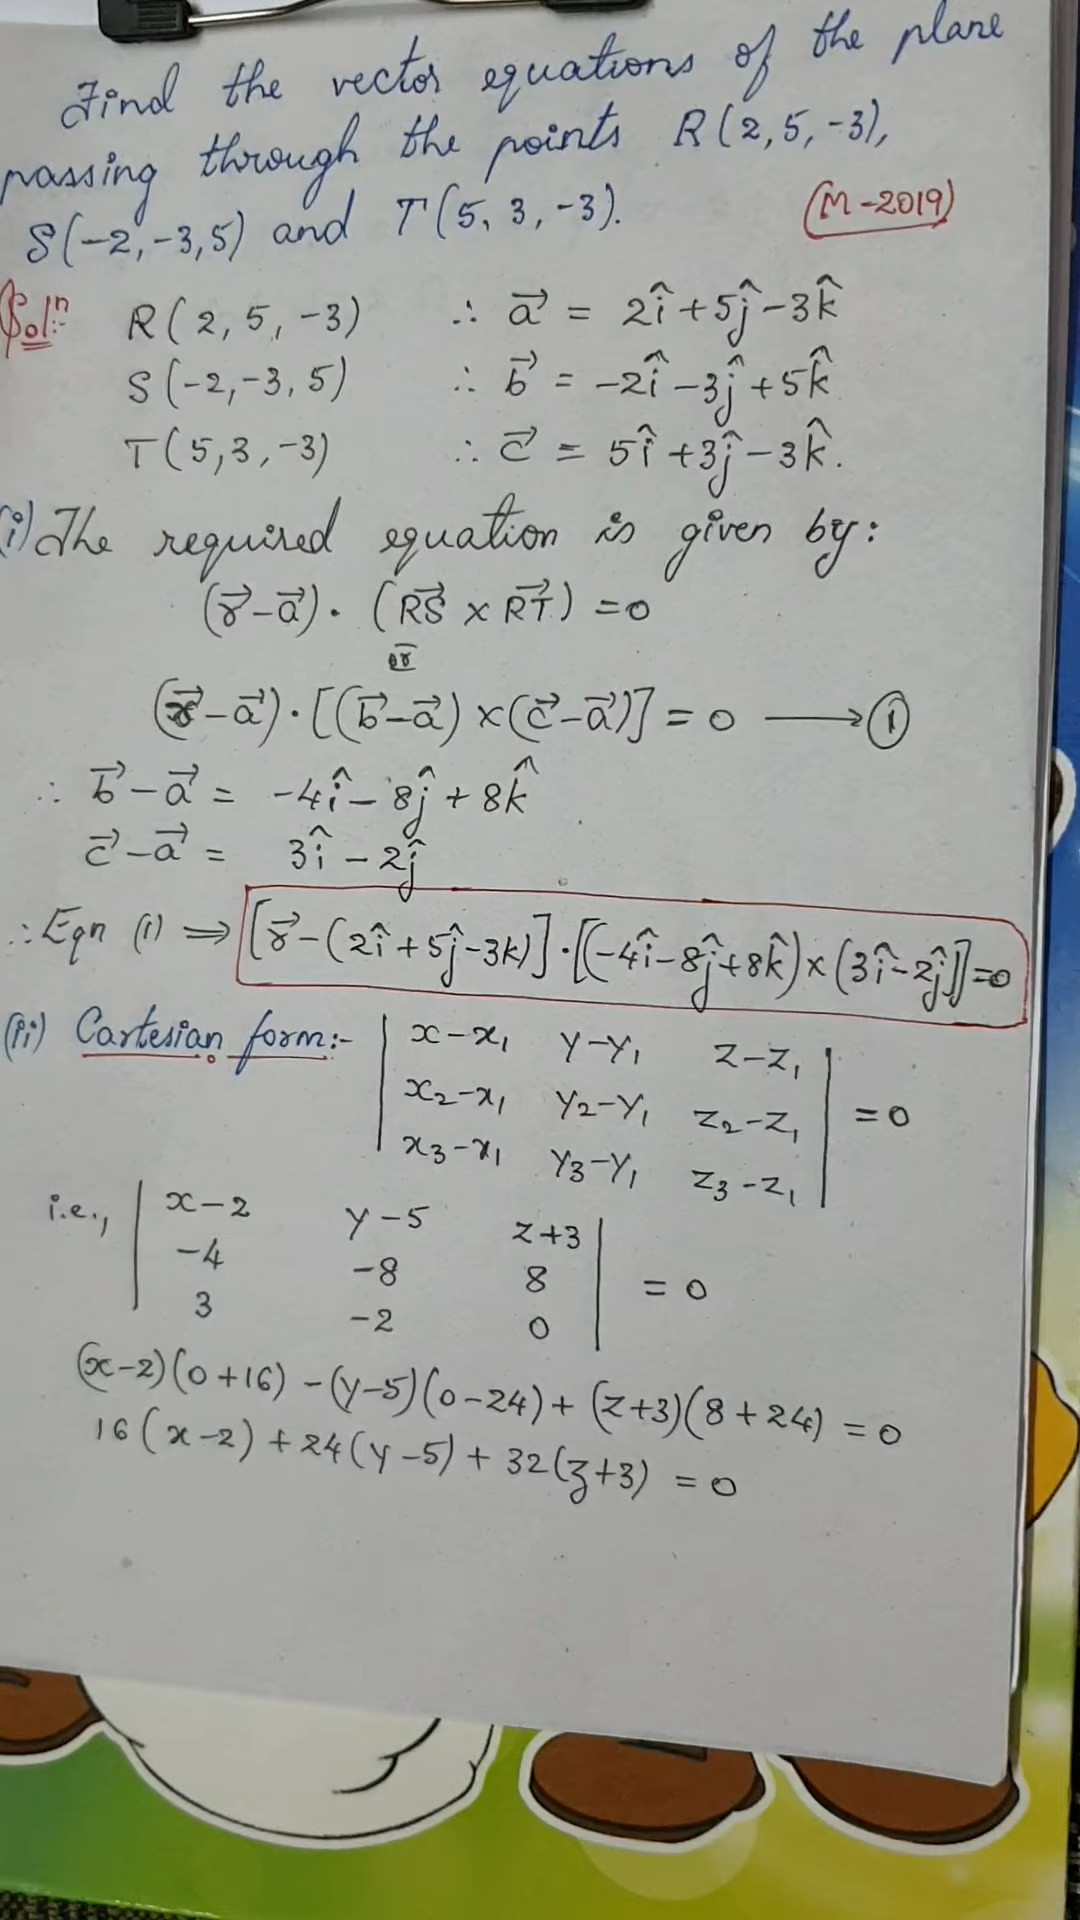 Find the vector equations of the plane
passing through the points R(2, 5, -3),
S(-2, -3, 5) and T(5, 3, -3). (M-2019)
Solⁿ:- R(2, 5, -3) ∴ a⃗ = 2î + 5ĵ - 3k̂
S(-2, -3, 5) ∴ b⃗ = -2î - 3ĵ + 5k̂
T(5, 3, -3) ∴ c⃗ = 5î + 3ĵ - 3k̂.
(i) The required equation is given by:
(r⃗ - a⃗) · (RS⃗ × RT⃗) = 0
or
(r⃗ - a⃗) · [(b⃗ - a⃗) × (c⃗ - a⃗)] = 0 ⟶ ①
∴ b⃗ - a⃗ = -4î - 8ĵ + 8k̂
c⃗ - a⃗ = 3î - 2ĵ
∴ Eqn (1) ⇒ [r⃗ - (2î + 5ĵ - 3k)] · [(-4î - 8ĵ + 8k̂) × (3î - 2ĵ)] = 0
(ii) Cartesian form:- | x-x₁ y-y₁ z-z₁ |
x₂-x₁ y₂-y₁ z₂-z₁ = 0
x₃-x₁ y₃-y₁ z₃-z₁
i.e., | x-2 y-5 z+3 |
-4 -8 8 = 0
3 -2 0
(x-2)(0+16) - (y-5)(0-24) + (z+3)(8+24) = 0
16(x-2) + 24(y-5) + 32(z+3) = 0